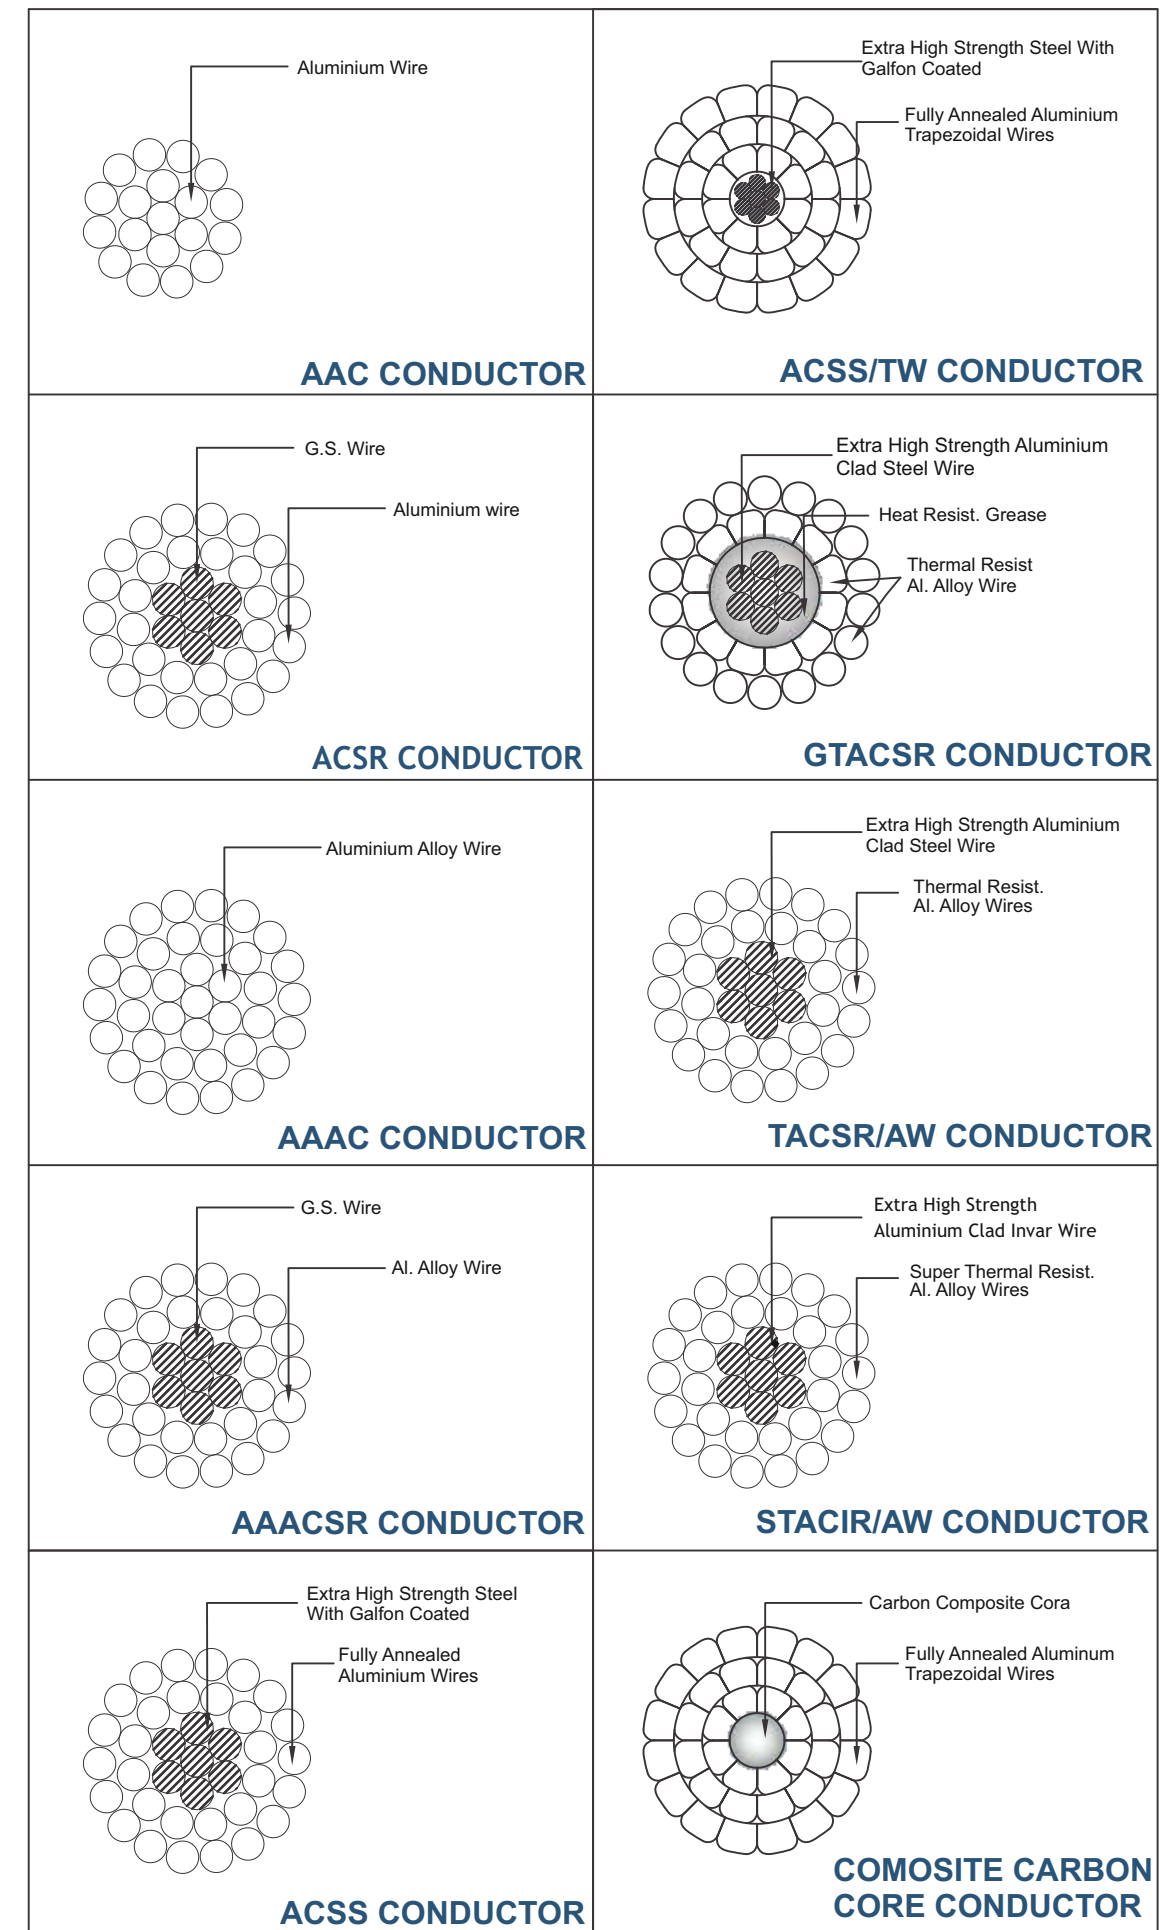 Aluminium Wire
AAC CONDUCTOR
Extra High Strength Steel With
Galfon Coated
Fully Annealed Aluminium
Trapezoidal Wires
ACSS/TW CONDUCTOR
G.S. Wire
Aluminium wire
ACSR CONDUCTOR
Extra High Strength Aluminium
Clad Steel Wire
Heat Resist. Grease
Thermal Resist
Al. Alloy Wire
GTACSR CONDUCTOR
Aluminium Alloy Wire
AAAC CONDUCTOR
Extra High Strength Aluminium
Clad Steel Wire
Thermal Resist.
Al. Alloy Wires
TACSR/AW CONDUCTOR
G.S. Wire
Al. Alloy Wire
AAACSR CONDUCTOR
Extra High Strength
Aluminium Clad Invar Wire
Super Thermal Resist.
Al. Alloy Wires
STACIR/AW CONDUCTOR
Extra High Strength Steel
With Galfon Coated
Fully Annealed
Aluminium Wires
ACSS CONDUCTOR
Carbon Composite Cora
Fully Annealed Aluminum
Trapezoidal Wires
COMOSITE CARBON
CORE CONDUCTOR